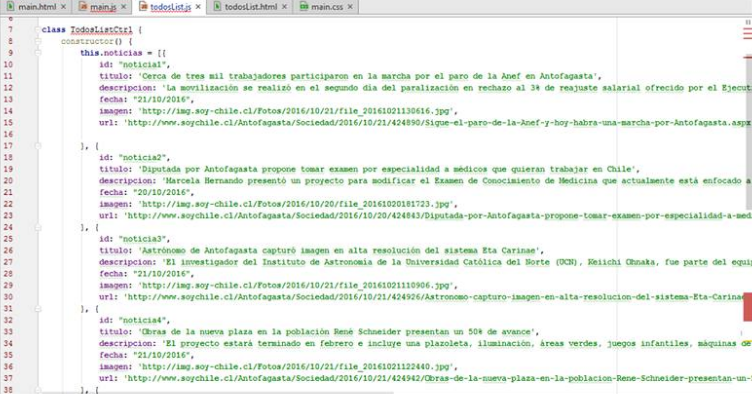 main.html × main.js × todosList.js × todosList.html × main.css ×
6
7 class TodosListCtrl {
8 constructor() {
9 this.noticias = [{
10 id: "noticia1",
11 titulo: 'Cerca de tres mil trabajadores participaron en la marcha por el paro de la Anef en Antofagasta',
12 descripcion: 'La movilización se realizó en el segundo día del paralización en rechazo al 3% de reajuste salarial ofrecido por el Ejecut
13 fecha: "21/10/2016",
14 imagen: 'http://img.soy-chile.cl/Fotos/2016/10/21/file_20161021130616.jpg',
15 url: 'http://www.soychile.cl/Antofagasta/Sociedad/2016/10/21/424890/Sigue-el-paro-de-la-Anef-y-hoy-habra-una-marcha-por-Antofagasta.aspx
16
17 }, {
18 id: "noticia2",
19 titulo: 'Diputada por Antofagasta propone tomar examen por especialidad a médicos que quieran trabajar en Chile',
20 descripcion: 'Marcela Hernando presentó un proyecto para modificar el Examen de Conocimiento de Medicina que actualmente está enfocado a
21 fecha: "20/10/2016",
22 imagen: 'http://img.soy-chile.cl/Fotos/2016/10/20/file_20161020181723.jpg',
23 url: 'http://www.soychile.cl/Antofagasta/Sociedad/2016/10/20/424843/Diputada-por-Antofagasta-propone-tomar-examen-por-especialidad-a-med
24 }, {
25 id: "noticia3",
26 titulo: 'Astrónomo de Antofagasta capturó imagen en alta resolución del sistema Eta Carinae',
27 descripcion: 'El investigador del Instituto de Astronomía de la Universidad Católica del Norte (UCN), Keiichi Ohnaka, fue parte del equip
28 fecha: "21/10/2016",
29 imagen: 'http://img.soy-chile.cl/Fotos/2016/10/21/file_20161021110906.jpg',
30 url: 'http://www.soychile.cl/Antofagasta/Sociedad/2016/10/21/424926/Astronomo-capturo-imagen-en-alta-resolucion-del-sistema-Eta-Carinae
31 }, {
32 id: "noticia4",
33 titulo: 'Obras de la nueva plaza en la población René Schneider presentan un 50% de avance',
34 descripcion: 'El proyecto estará terminado en febrero e incluye una plazoleta, iluminación, áreas verdes, juegos infantiles, máquinas de
35 fecha: "21/10/2016",
36 imagen: 'http://img.soy-chile.cl/Fotos/2016/10/21/file_20161021122440.jpg',
37 url: 'http://www.soychile.cl/Antofagasta/Sociedad/2016/10/21/424942/Obras-de-la-nueva-plaza-en-la-poblacion-Rene-Schneider-presentan-un-
38 }, {